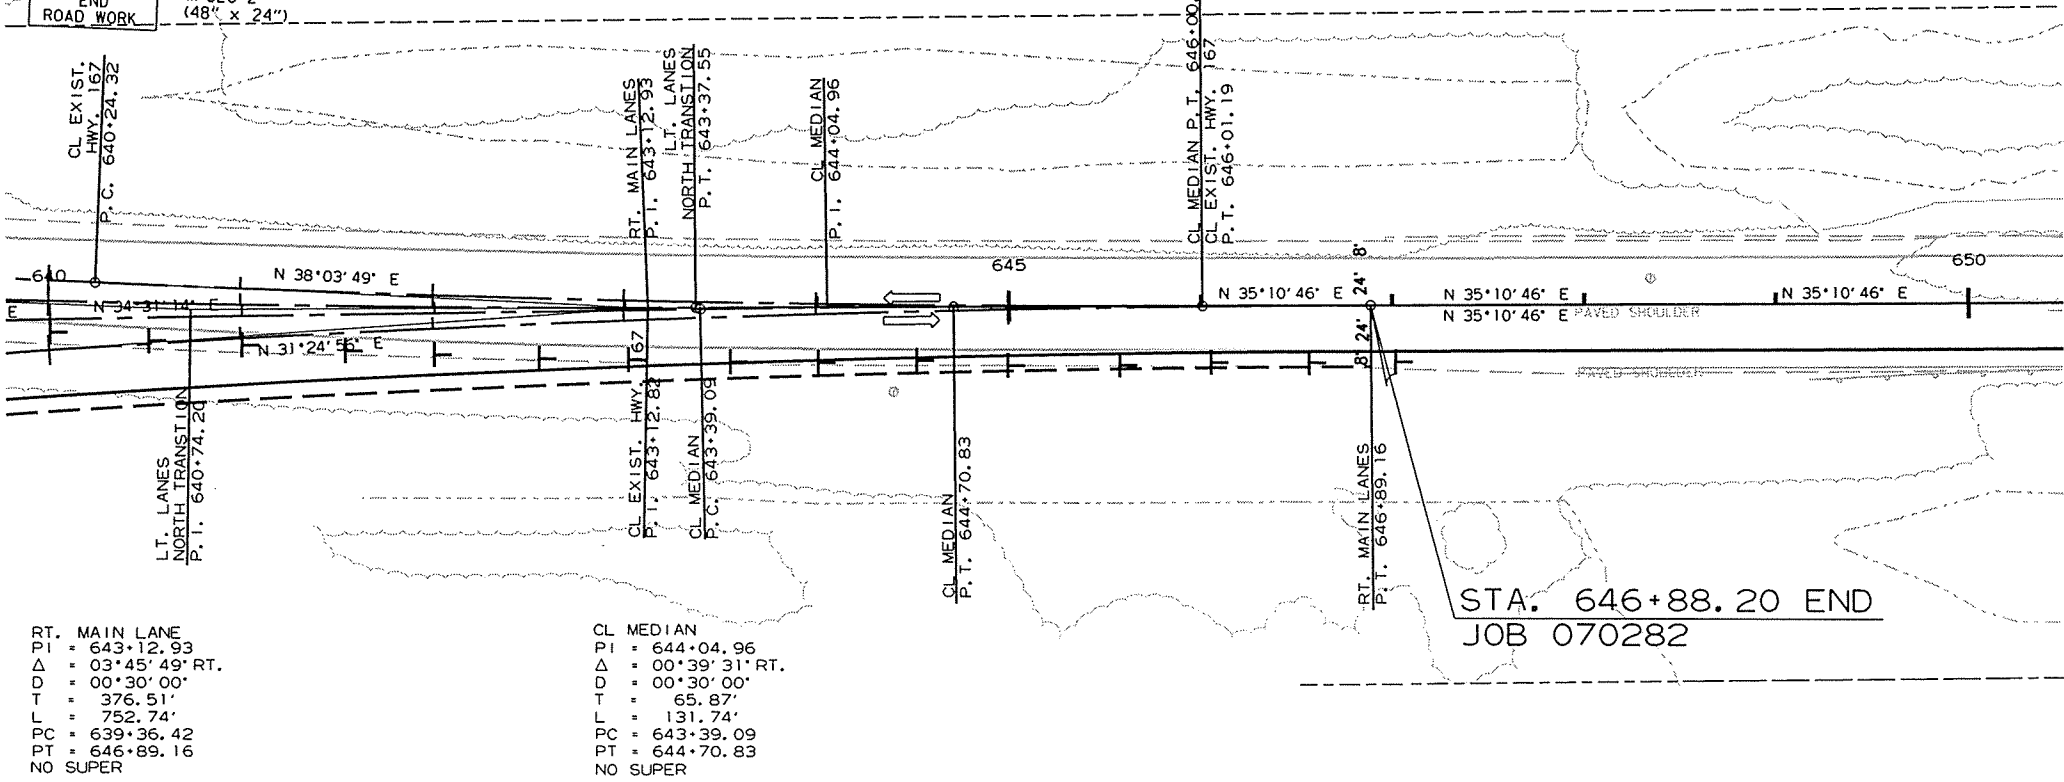 END
ROAD WORK
(48" x 24")
CL EXIST.
HWY. 167
P.C. 640+24.32
RT. MAIN LANES
P.I. 643+12.93
LT. LANES
NORTH TRANSTION
P.T. 643+37.55
CL MEDIAN
P.I. 644+04.96
CL MEDIAN P.T. 646+00.
CL EXIST. HWY. 167
P.T. 646+01.19
640
N 38°03'49" E
N 34°31'14" E
E
N 31°24'56" E
645
N 35°10'46" E
24' 8'
N 35°10'46" E
N 35°10'46" E
650
N 35°10'46" E
PAVED SHOULDER
8' 24'
PAVED SHOULDER
LT. LANES
NORTH TRANSTION
P.I. 640+74.20
CL EXIST. HWY. 167
P.I. 643+12.82
CL MEDIAN
P.C. 643+39.09
CL MEDIAN
P.T. 644+70.83
RT. MAIN LANES
P.T. 646+89.16
STA. 646+88.20 END
JOB 070282
RT. MAIN LANE
PI = 643+12.93
Δ = 03°45'49" RT.
D = 00°30'00"
T = 376.51'
L = 752.74'
PC = 639+36.42
PT = 646+89.16
NO SUPER
CL MEDIAN
PI = 644+04.96
Δ = 00°39'31" RT.
D = 00°30'00"
T = 65.87'
L = 131.74'
PC = 643+39.09
PT = 644+70.83
NO SUPER